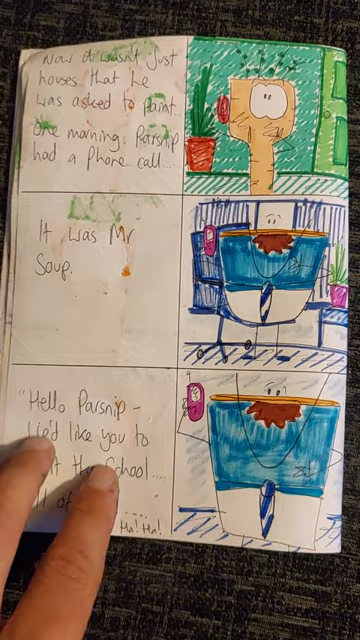 Now it wasn't just
houses that he
was asked to paint.
One morning, Parsnip
had a phone call...
It was Mr
Soup.
"Hello Parsnip –
like you to
School....
Ha! Ha!